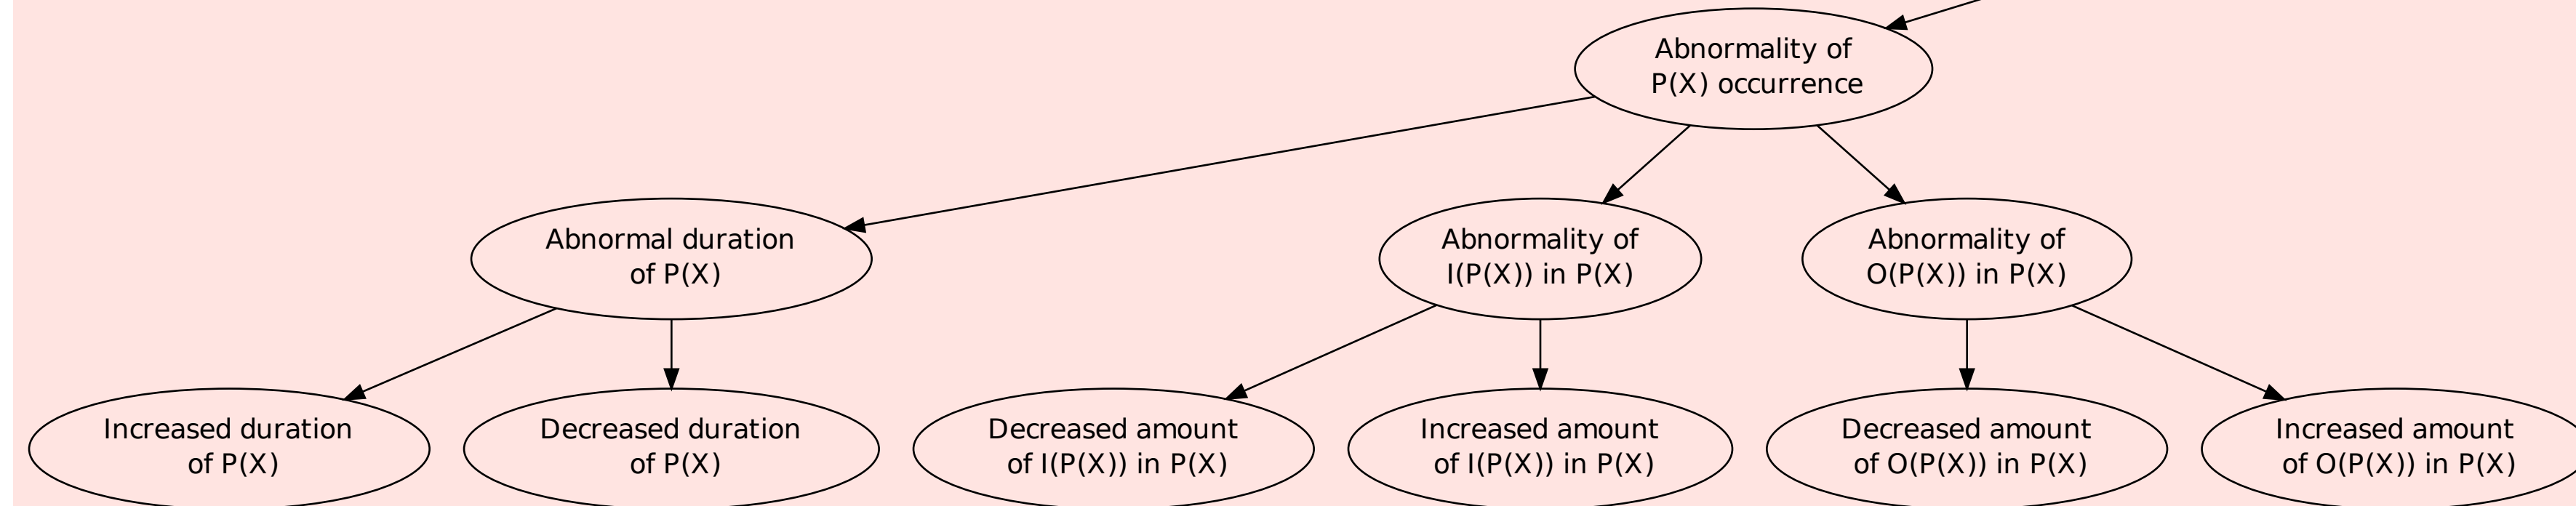 Abnormality of
P(X) occurrence
Abnormal duration
of P(X)
Abnormality of
I(P(X)) in P(X)
Abnormality of
O(P(X)) in P(X)
Increased duration
of P(X)
Decreased duration
of P(X)
Decreased amount
of I(P(X)) in P(X)
Increased amount
of I(P(X)) in P(X)
Decreased amount
of O(P(X)) in P(X)
Increased amount
of O(P(X)) in P(X)